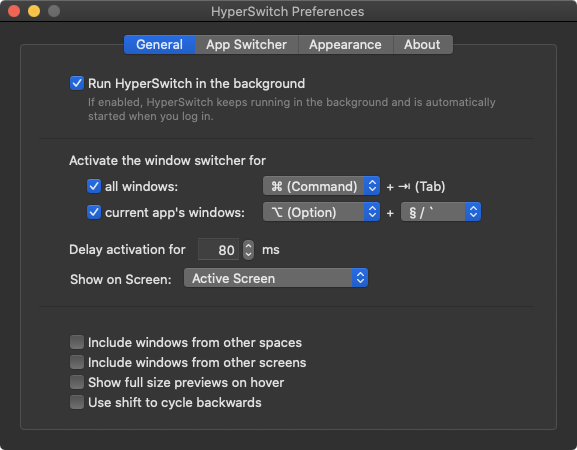 HyperSwitch Preferences
General App Switcher Appearance About
Run HyperSwitch in the background
If enabled, HyperSwitch keeps running in the background and is automatically
started when you log in.
Activate the window switcher for
all windows: ⌘ (Command) + ⇥ (Tab)
current app's windows: ⌥ (Option) + § / `
Delay activation for 80 ms
Show on Screen: Active Screen
Include windows from other spaces
Include windows from other screens
Show full size previews on hover
Use shift to cycle backwards